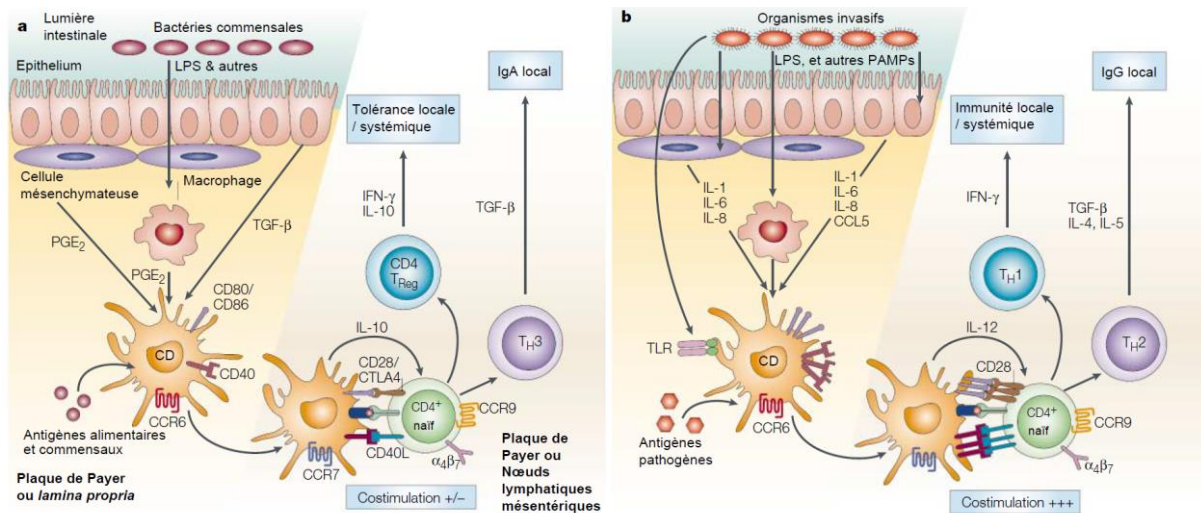 a
Lumière
intestinale
Bactéries commensales
LPS & autres
Epithelium
Cellule
mésenchymateuse
Macrophage
PGE2
PGE2
TGF-β
CD80/
CD86
CD
CD40
CCR6
Antigènes alimentaires
et commensaux
Plaque de Payer
ou lamina propria
Tolérance locale
/ systémique
IFN-γ
IL-10
CD4
TReg
IgA local
TGF-β
TH3
IL-10
CD28/
CTLA4
CD4+
naïf
CCR9
CD40L
α4β7
CCR7
Costimulation +/–
Plaque de
Payer ou
Nœuds
lymphatiques
mésentériques
b
Organismes invasifs
LPS, et autres PAMPs
IL-1
IL-6
IL-8
IL-1
IL-6
IL-8
CCL5
TLR
CD
CCR6
Antigènes
pathogènes
Immunité locale
/ systémique
IFN-γ
TH1
IgG local
TGF-β
IL-4, IL-5
TH2
IL-12
CD28
CD4+
naïf
CCR9
α4β7
Costimulation +++